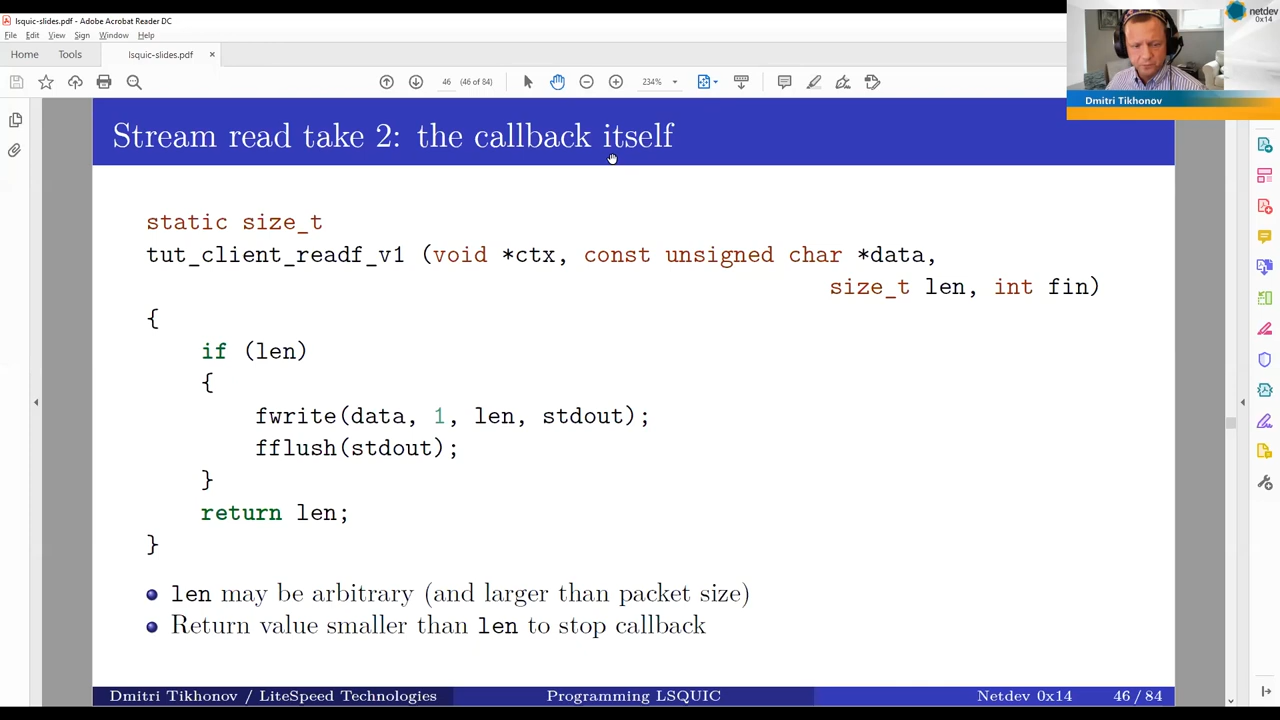 lsquic-slides.pdf - Adobe Acrobat Reader DC
File Edit View Sign Window Help
Home Tools lsquic-slides.pdf ×
46 (46 of 84) 234%
netdev
0x14
Dmitri Tikhonov
Stream read take 2: the callback itself
static size_t
tut_client_readf_v1 (void *ctx, const unsigned char *data,
size_t len, int fin)
{
if (len)
{
fwrite(data, 1, len, stdout);
fflush(stdout);
}
return len;
}
len may be arbitrary (and larger than packet size)
Return value smaller than len to stop callback
Dmitri Tikhonov / LiteSpeed Technologies Programming LSQUIC Netdev 0x14 46 / 84